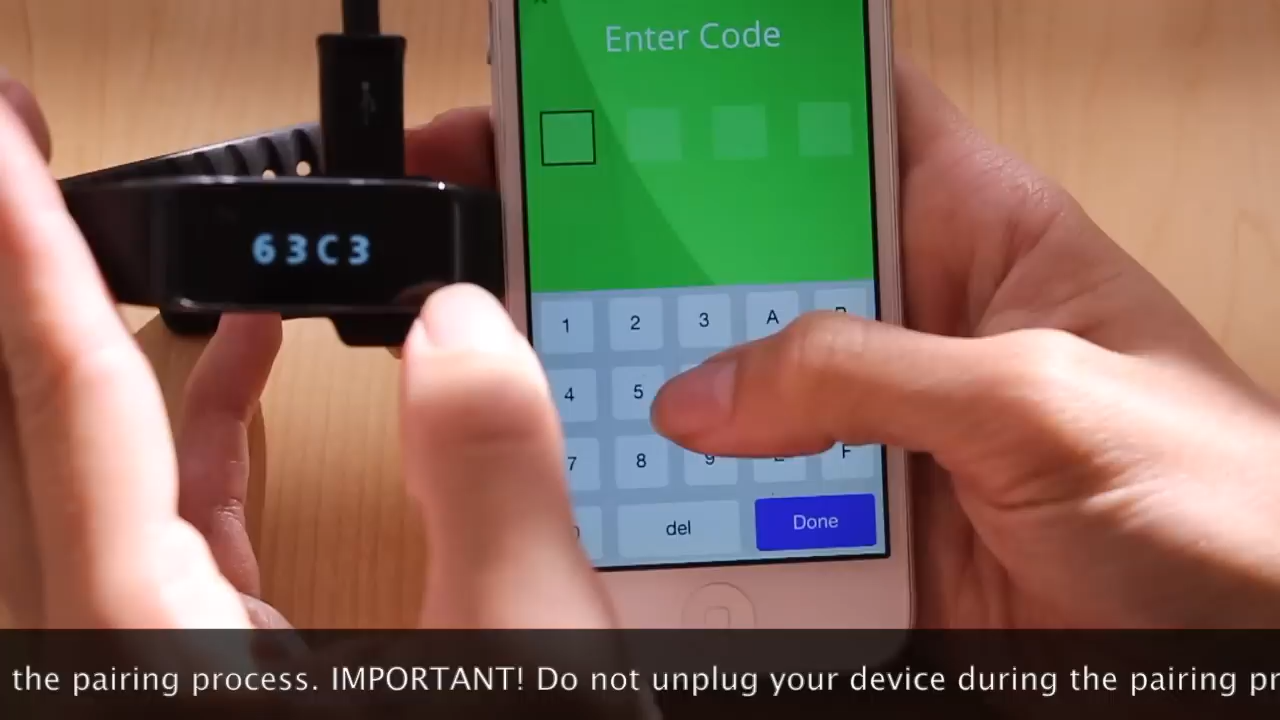 Enter Code
63C3
1 2 3 A
4 5
7 8 9 F
del Done
the pairing process. IMPORTANT! Do not unplug your device during the pairing